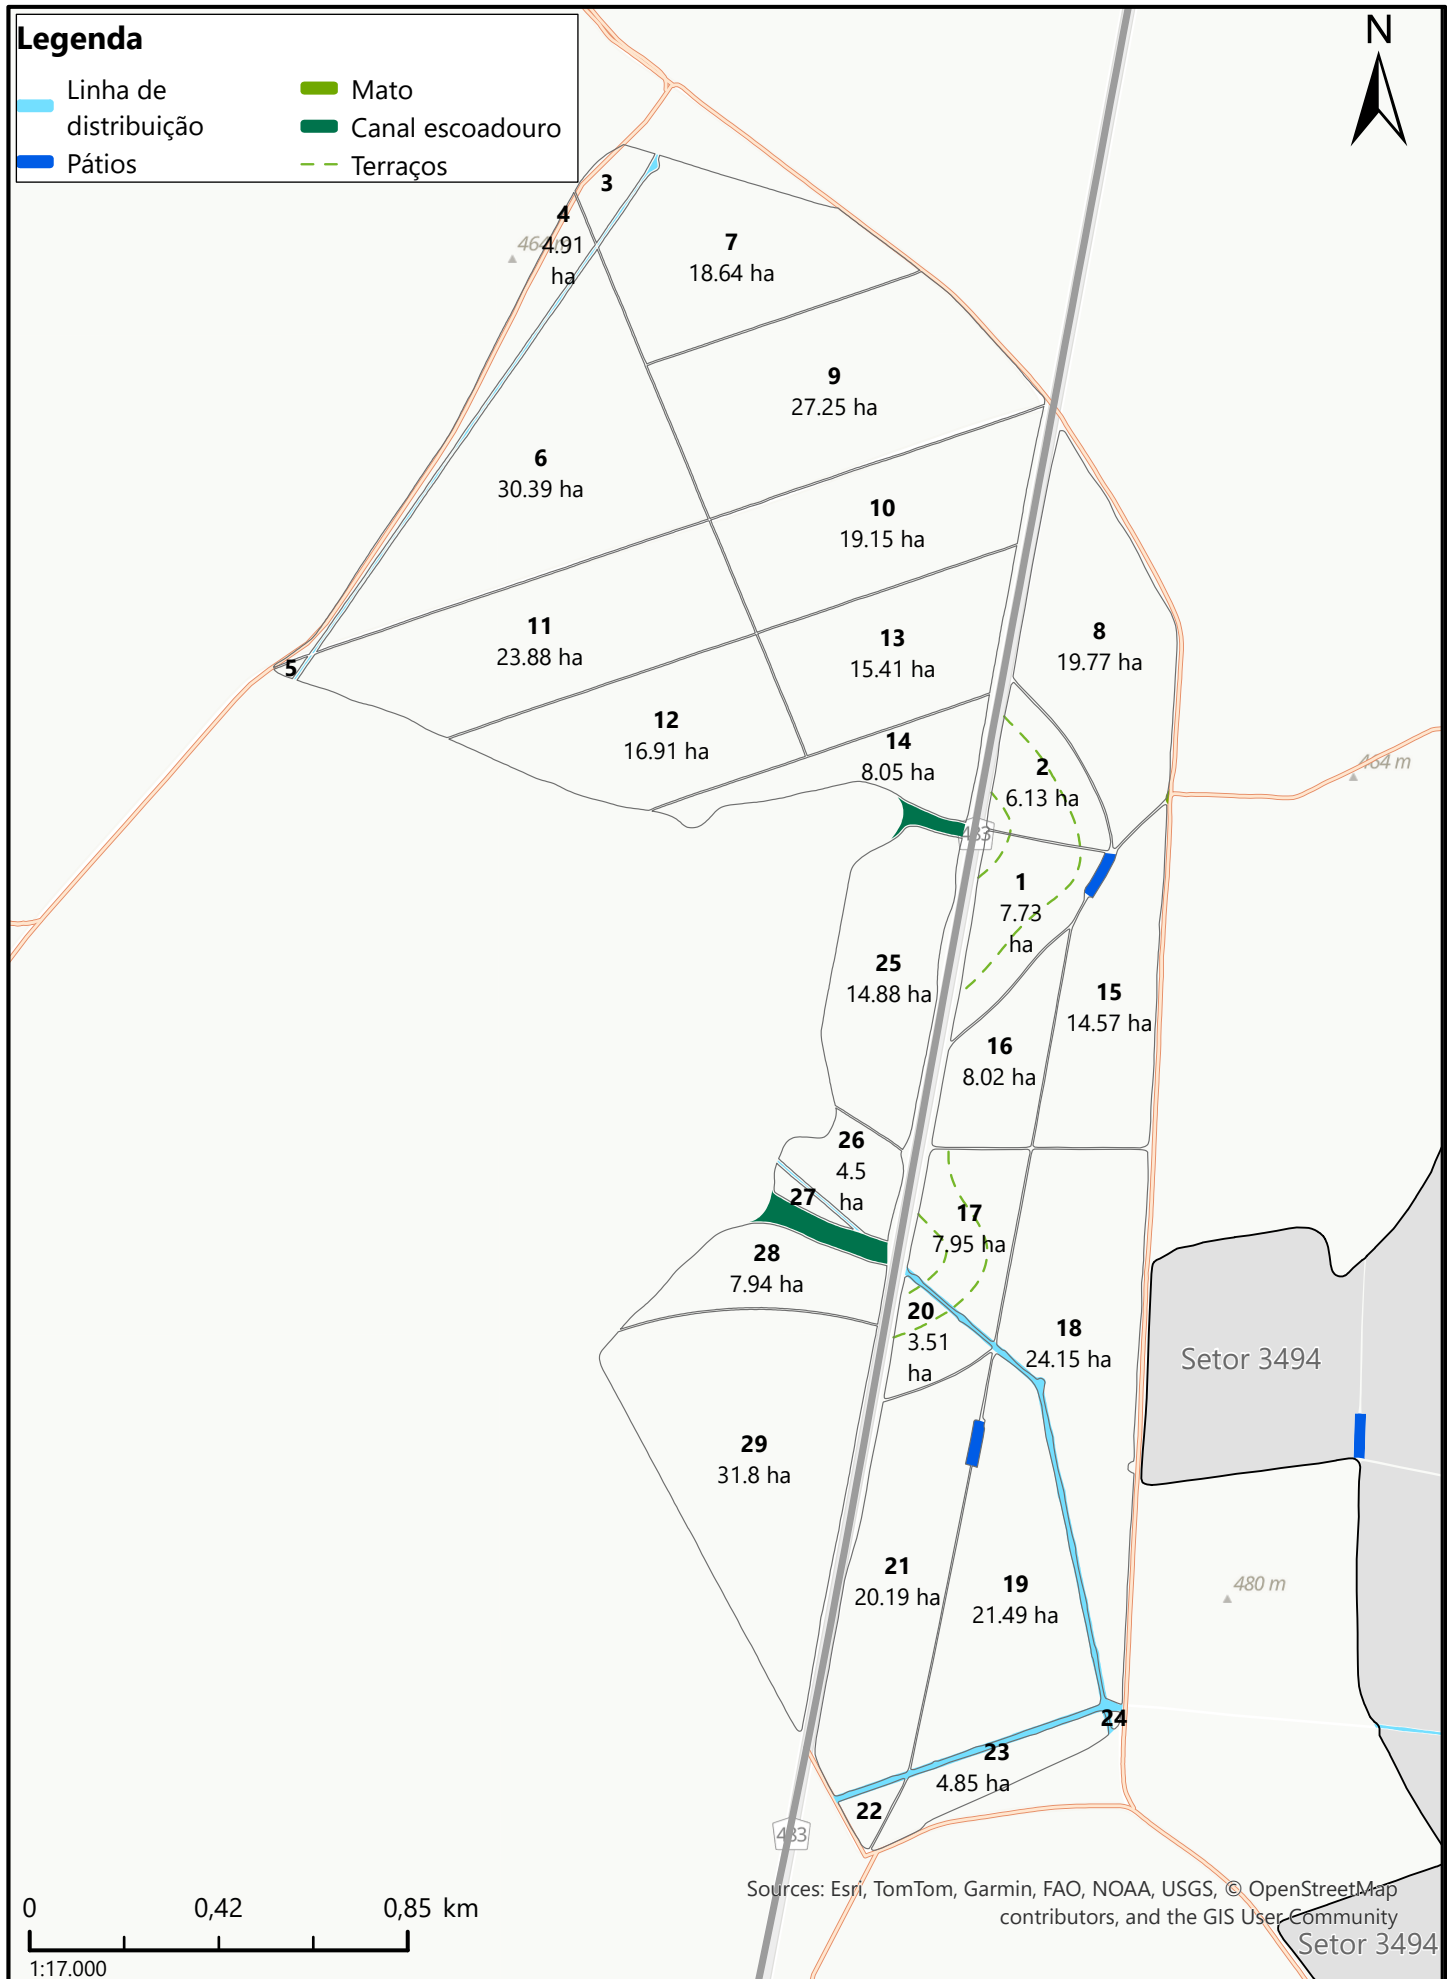 Legenda
Linha de
distribuição
Pátios
Mato
Canal escoadouro
Terraços
N
3
4
4.91
ha
464 m
7
18.64 ha
9
27.25 ha
6
30.39 ha
10
19.15 ha
11
23.88 ha
5
13
15.41 ha
8
19.77 ha
12
16.91 ha
14
8.05 ha
2
6.13 ha
464 m
483
1
7.73
ha
25
14.88 ha
15
14.57 ha
16
8.02 ha
26
4.5
ha
27
17
7.95 ha
28
7.94 ha
20
3.51
ha
18
24.15 ha
Setor 3494
29
31.8 ha
21
20.19 ha
19
21.49 ha
480 m
24
23
4.85 ha
22
483
0 0,42 0,85 km
1:17.000
Sources: Esri, TomTom, Garmin, FAO, NOAA, USGS, © OpenStreetMap
contributors, and the GIS User Community
Setor 3494